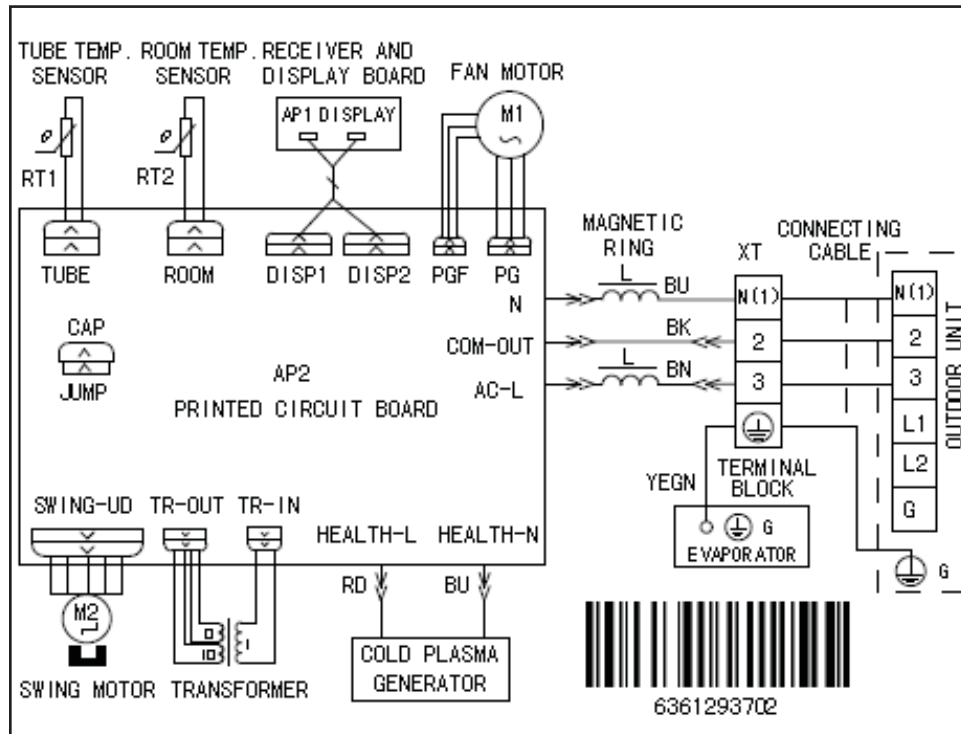 TUBE TEMP. ROOM TEMP. RECEIVER AND
SENSOR SENSOR DISPLAY BOARD
FAN MOTOR
AP1 DISPLAY
M1
RT1
RT2
TUBE ROOM DISP1 DISP2 PGF PG
MAGNETIC
RING
XT
CONNECTING
CABLE
N
L
BU
N(1)
N(1)
CAP
JUMP
COM-OUT
BK
2
2
AP2
PRINTED CIRCUIT BOARD
AC-L
L
BN
3
3
L1
L2
G
OUTDOOR UNIT
YEGN
TERMINAL
BLOCK
G
EVAPORATOR
G
SWING-UD TR-OUT TR-IN
HEALTH-L HEALTH-N
RD
BU
M2
SWING MOTOR TRANSFORMER
COLD PLASMA
GENERATOR
6361293702